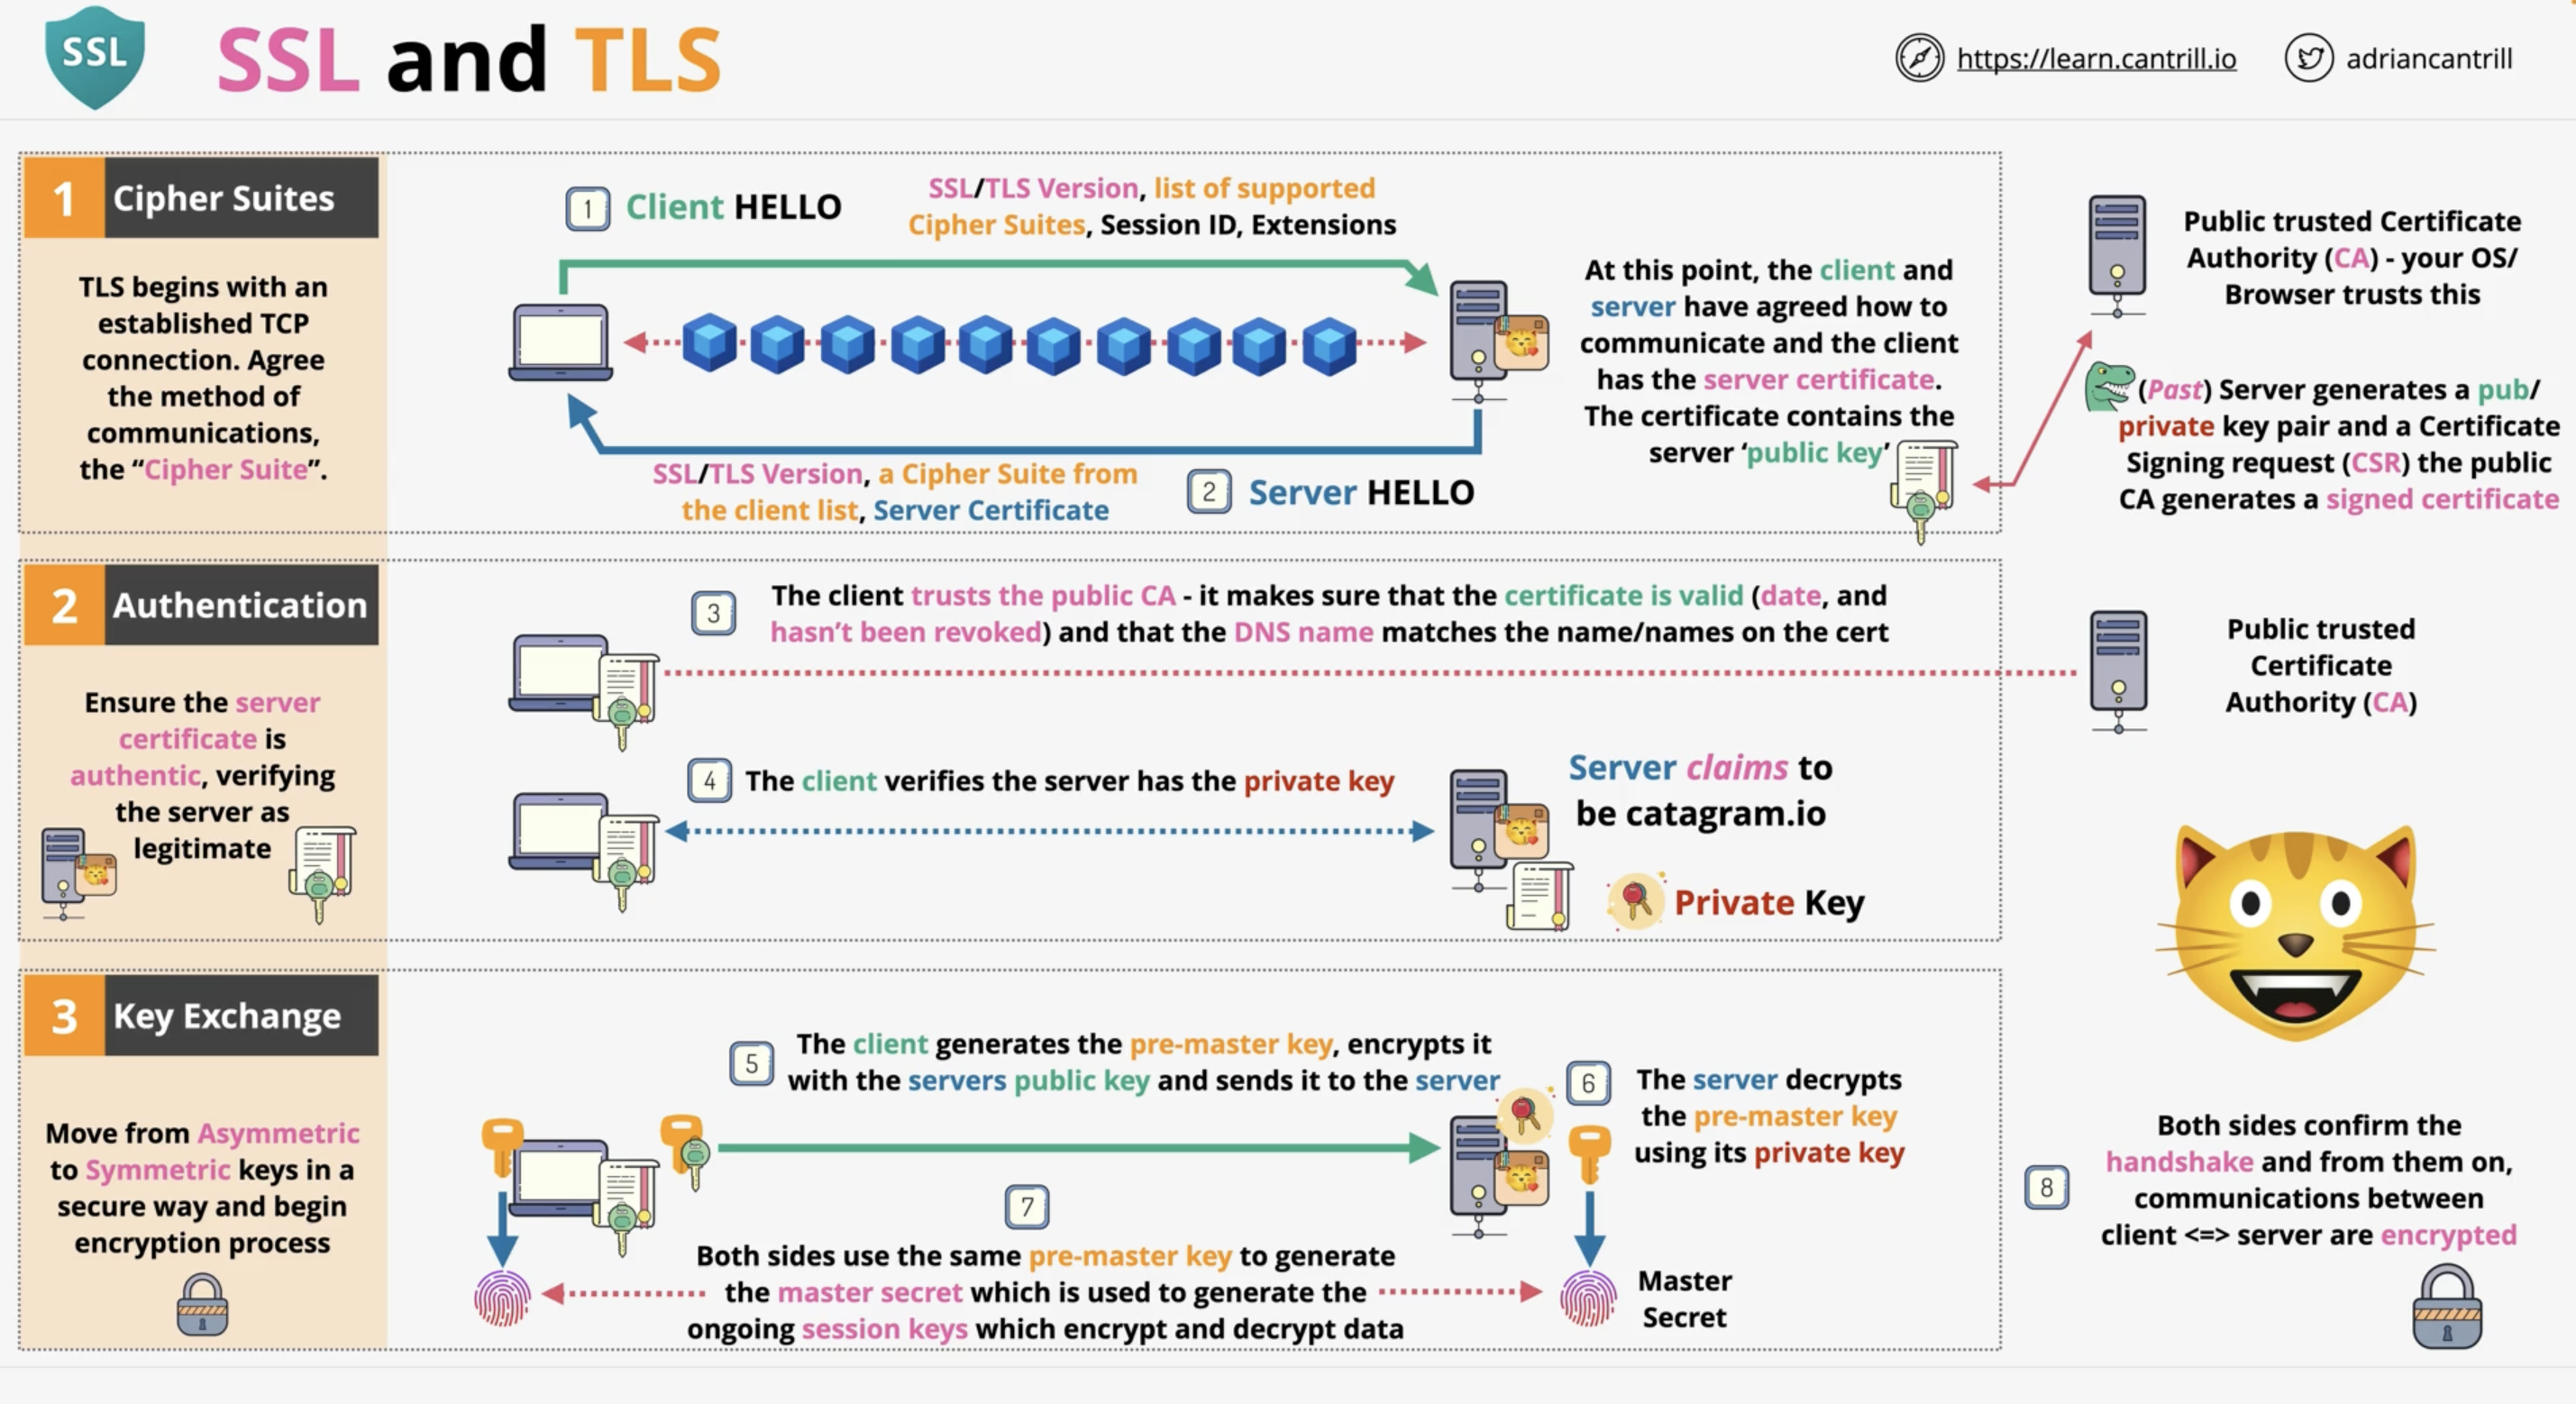 SSL
SSL and TLS
https://learn.cantrill.io
adriancantrill
1 Cipher Suites
TLS begins with an
established TCP
connection. Agree
the method of
communications,
the “Cipher Suite”.
1 Client HELLO
SSL/TLS Version, list of supported
Cipher Suites, Session ID, Extensions
At this point, the client and
server have agreed how to
communicate and the client
has the server certificate.
The certificate contains the
server ‘public key’
SSL/TLS Version, a Cipher Suite from
the client list, Server Certificate
2 Server HELLO
Public trusted Certificate
Authority (CA) - your OS/
Browser trusts this
(Past) Server generates a pub/
private key pair and a Certificate
Signing request (CSR) the public
CA generates a signed certificate
2 Authentication
Ensure the server
certificate is
authentic, verifying
the server as
legitimate
3
The client trusts the public CA - it makes sure that the certificate is valid (date, and
hasn’t been revoked) and that the DNS name matches the name/names on the cert
Public trusted
Certificate
Authority (CA)
4 The client verifies the server has the private key
Server claims to
be catagram.io
Private Key
3 Key Exchange
Move from Asymmetric
to Symmetric keys in a
secure way and begin
encryption process
5
The client generates the pre-master key, encrypts it
with the servers public key and sends it to the server
6
The server decrypts
the pre-master key
using its private key
7
Both sides use the same pre-master key to generate
the master secret which is used to generate the
ongoing session keys which encrypt and decrypt data
Master
Secret
8
Both sides confirm the
handshake and from them on,
communications between
client <=> server are encrypted